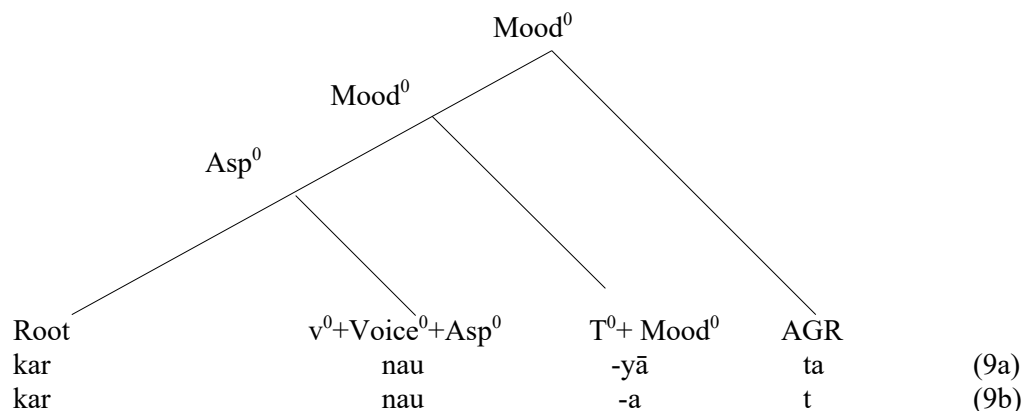 Mood⁰
Mood⁰
Asp⁰
Root v⁰+Voice⁰+Asp⁰ T⁰+ Mood⁰ AGR
kar nau -yā ta (9a)
kar nau -a t (9b)